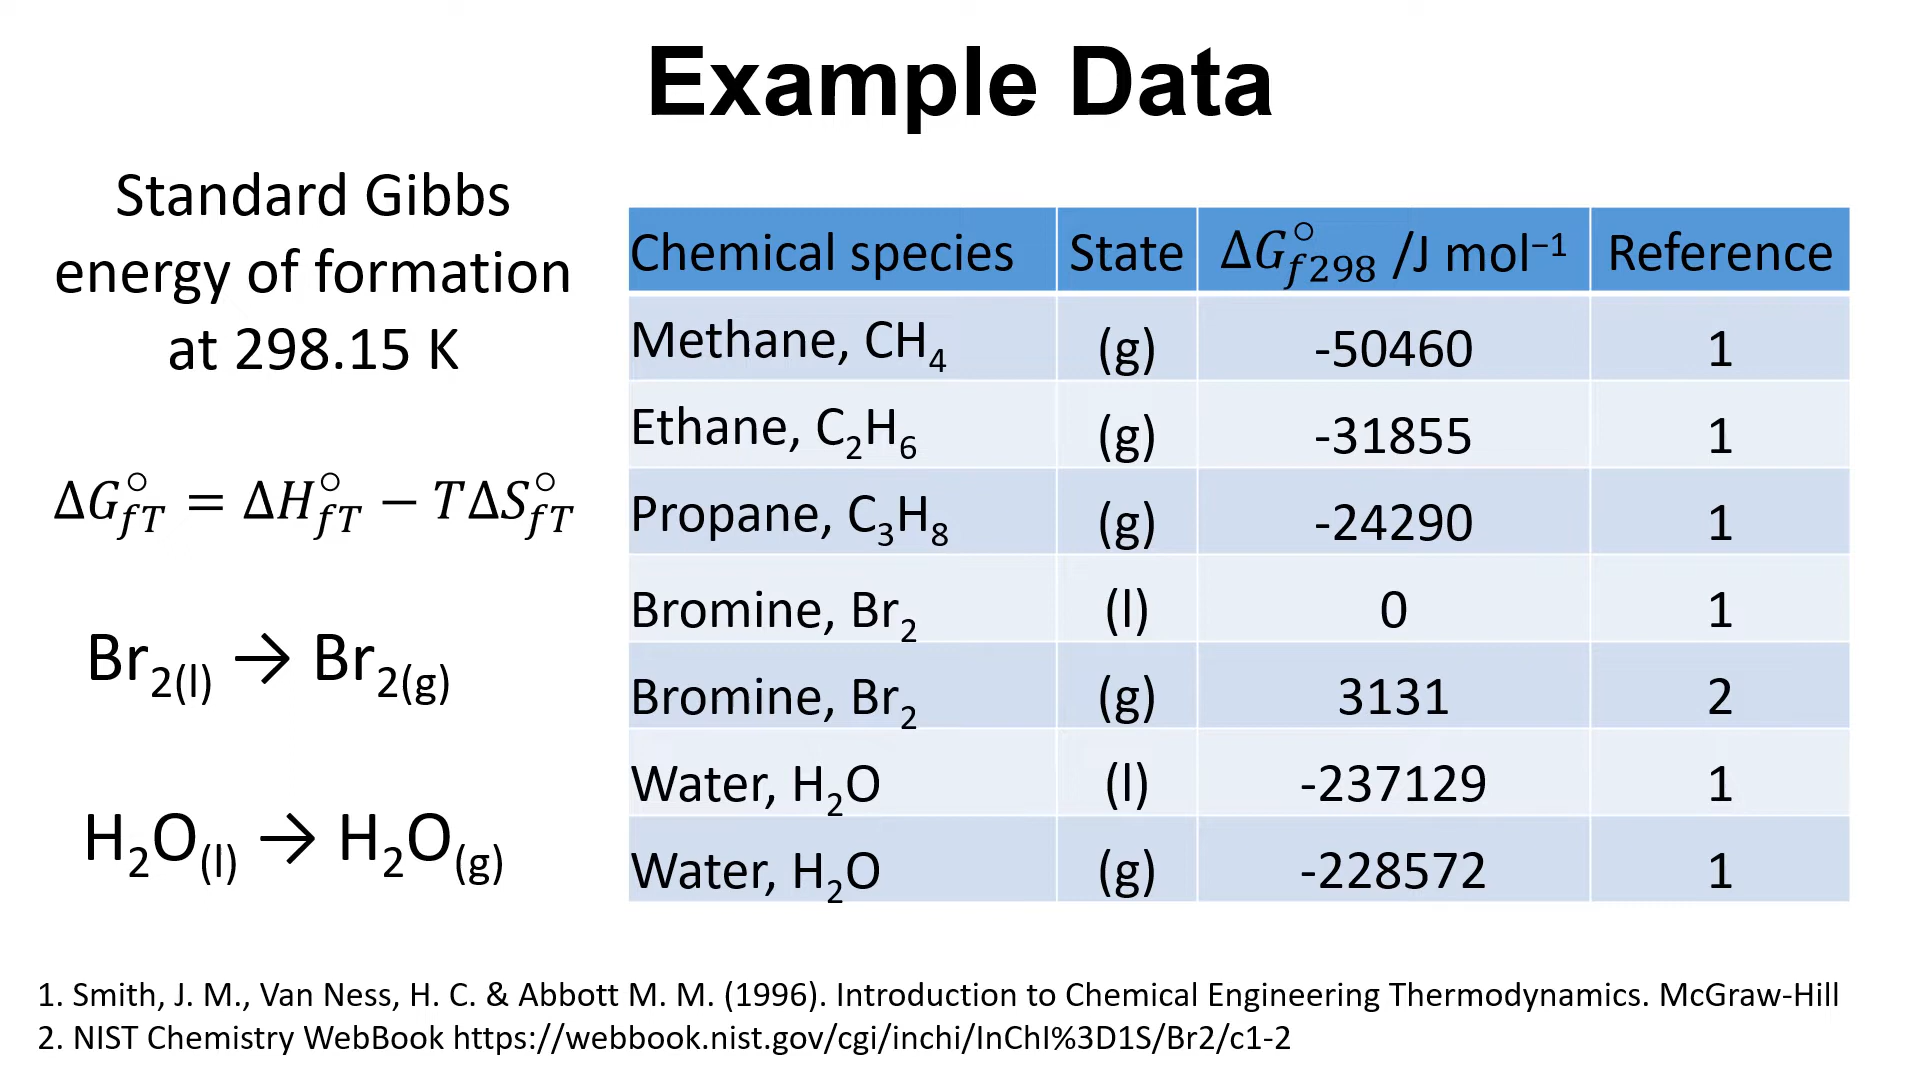 Example Data
Standard Gibbs
energy of formation
at 298.15 K
ΔG°fT = ΔH°fT − TΔS°fT
Br2(l) → Br2(g)
H2O(l) → H2O(g)
Chemical species State ΔG°f298 /J mol⁻¹ Reference
Methane, CH4 (g) -50460 1
Ethane, C2H6 (g) -31855 1
Propane, C3H8 (g) -24290 1
Bromine, Br2 (l) 0 1
Bromine, Br2 (g) 3131 2
Water, H2O (l) -237129 1
Water, H2O (g) -228572 1
1. Smith, J. M., Van Ness, H. C. & Abbott M. M. (1996). Introduction to Chemical Engineering Thermodynamics. McGraw-Hill
2. NIST Chemistry WebBook https://webbook.nist.gov/cgi/inchi/InChI%3D1S/Br2/c1-2